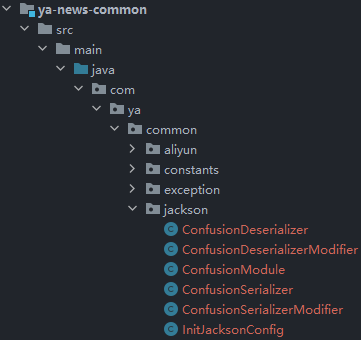 ya-news-common
src
main
java
com
ya
common
aliyun
constants
exception
jackson
ConfusionDeserializer
ConfusionDeserializerModifier
ConfusionModule
ConfusionSerializer
ConfusionSerializerModifier
InitJacksonConfig